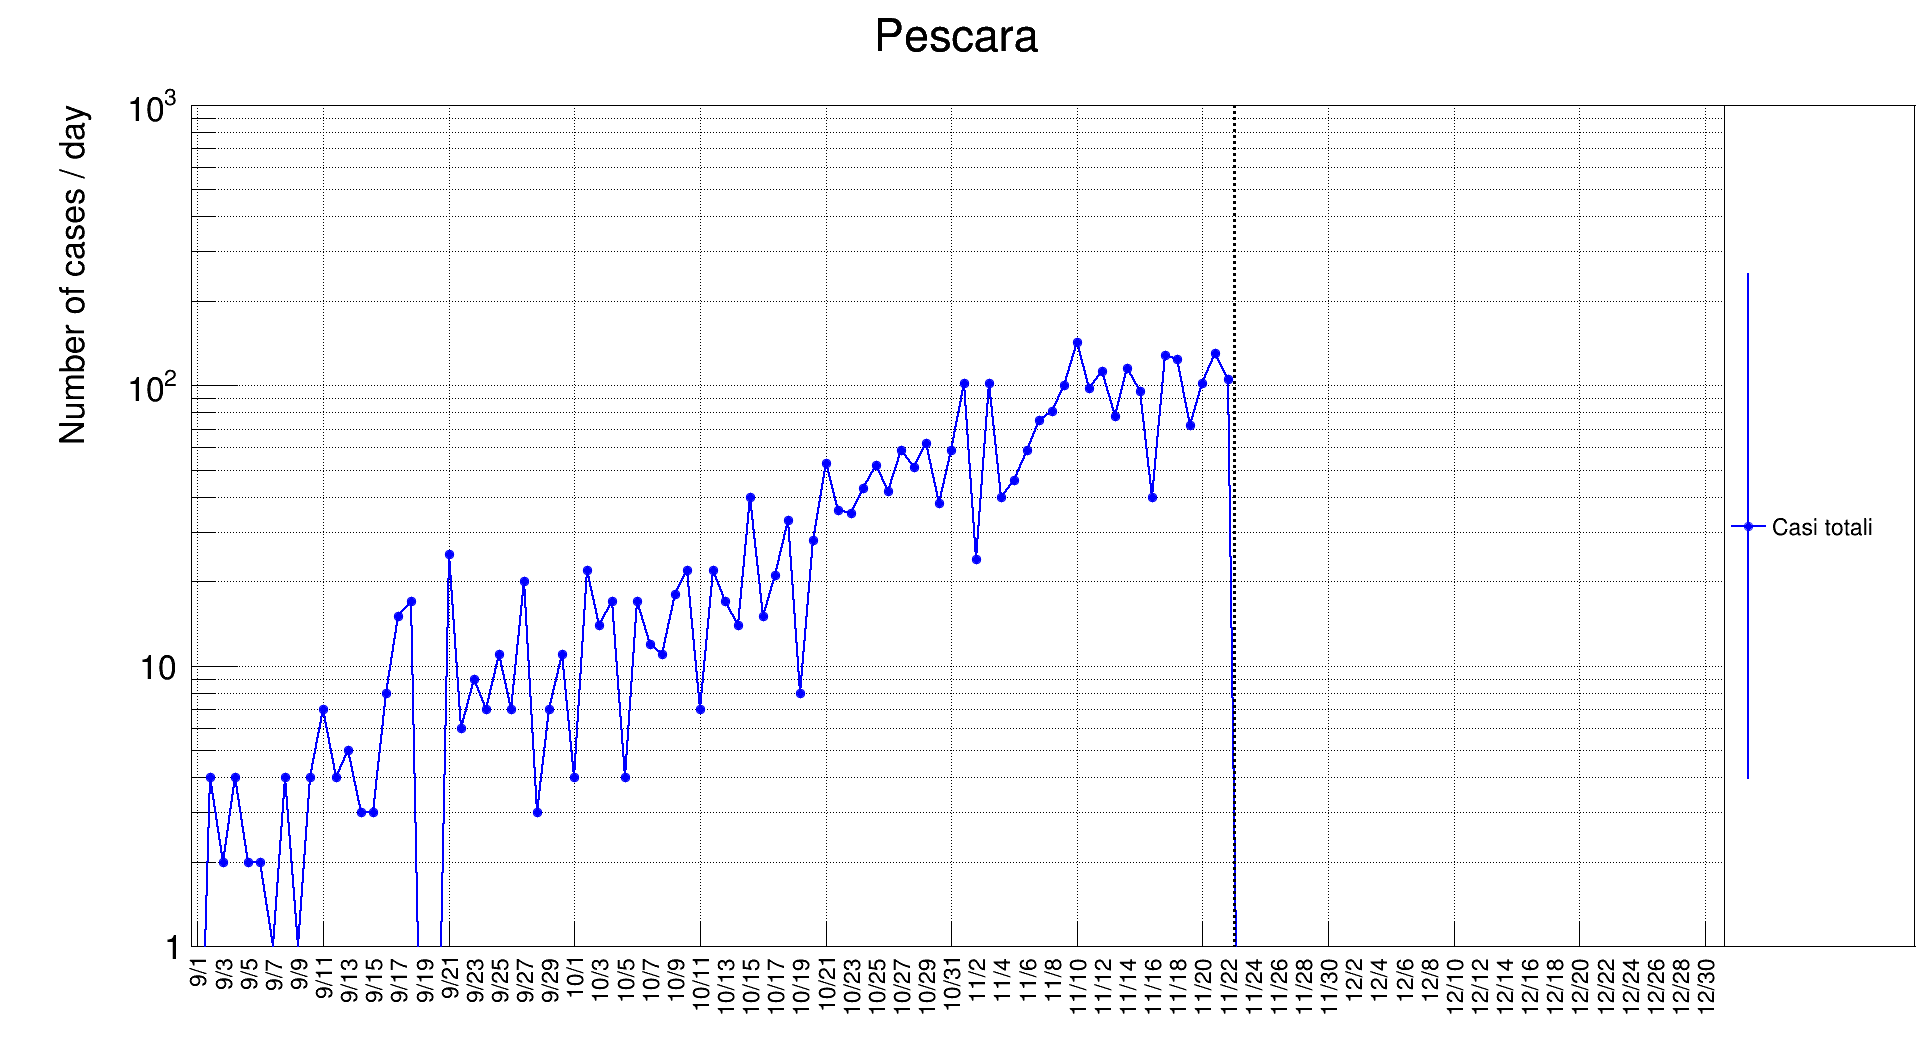 Pescara
Number of cases / day
10³
10²
10
1
9/1 9/3 9/5 9/7 9/9 9/11 9/13 9/15 9/17 9/19 9/21 9/23 9/25 9/27 9/29 10/1 10/3 10/5 10/7 10/9 10/11 10/13 10/15 10/17 10/19 10/21 10/23 10/25 10/27 10/29 10/31 11/2 11/4 11/6 11/8 11/10 11/12 11/14 11/16 11/18 11/20 11/22 11/24 11/26 11/28 11/30 12/2 12/4 12/6 12/8 12/10 12/12 12/14 12/16 12/18 12/20 12/22 12/24 12/26 12/28 12/30
Casi totali